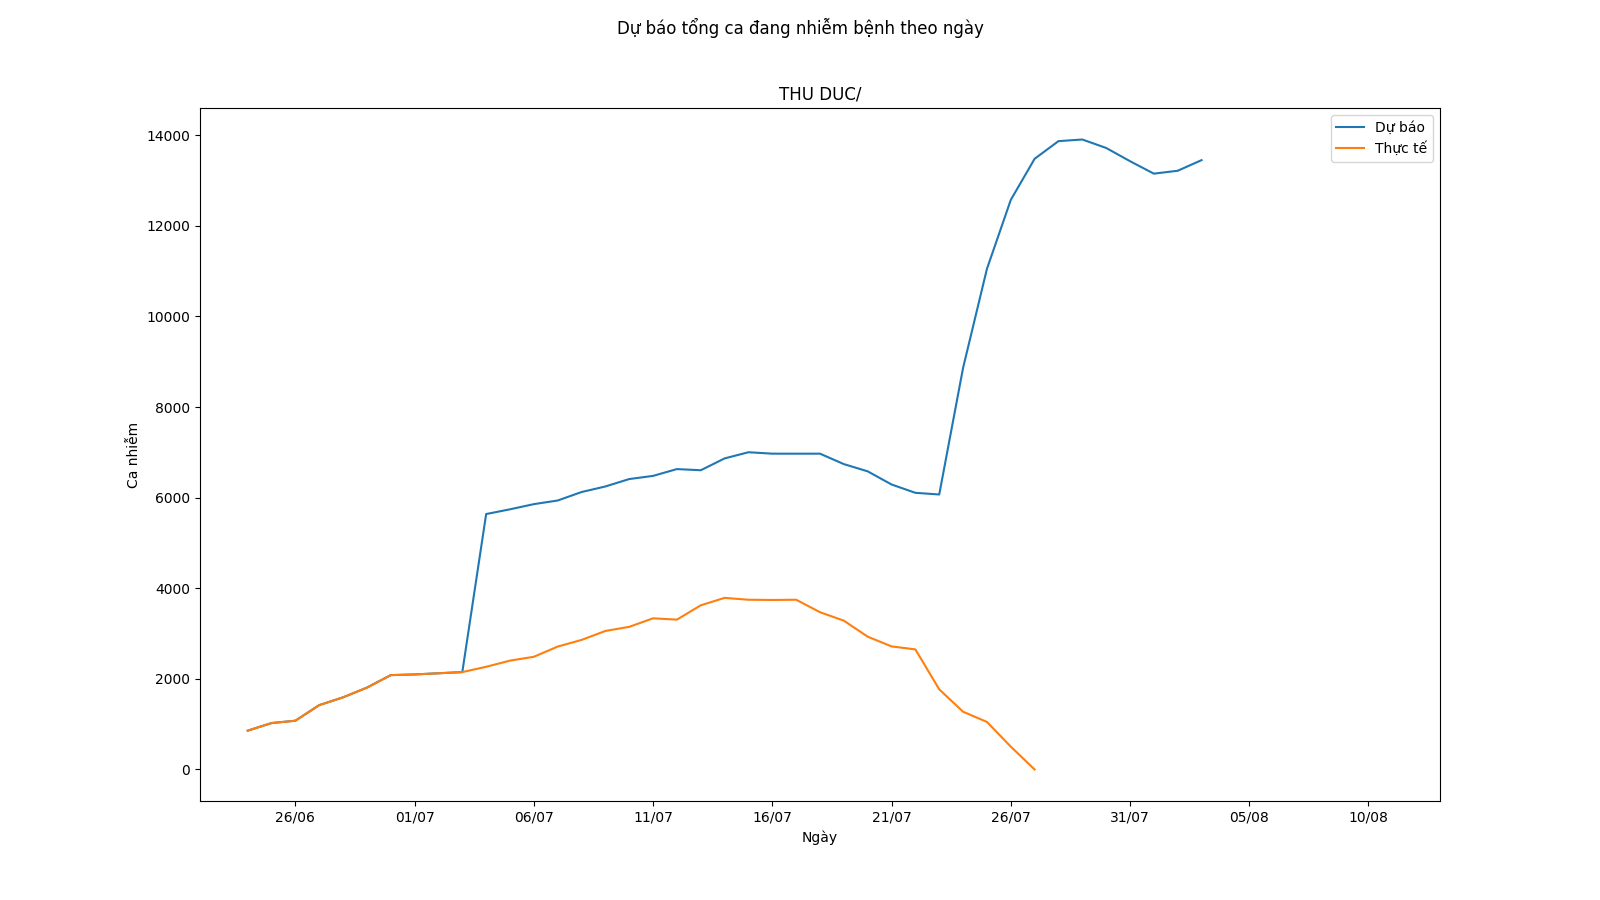 Dự báo tổng ca đang nhiễm bệnh theo ngày
THU DUC/
Dự báo
Thực tế
14000
12000
10000
8000
6000
4000
2000
0
Ca nhiễm
26/06 01/07 06/07 11/07 16/07 21/07 26/07 31/07 05/08 10/08
Ngày